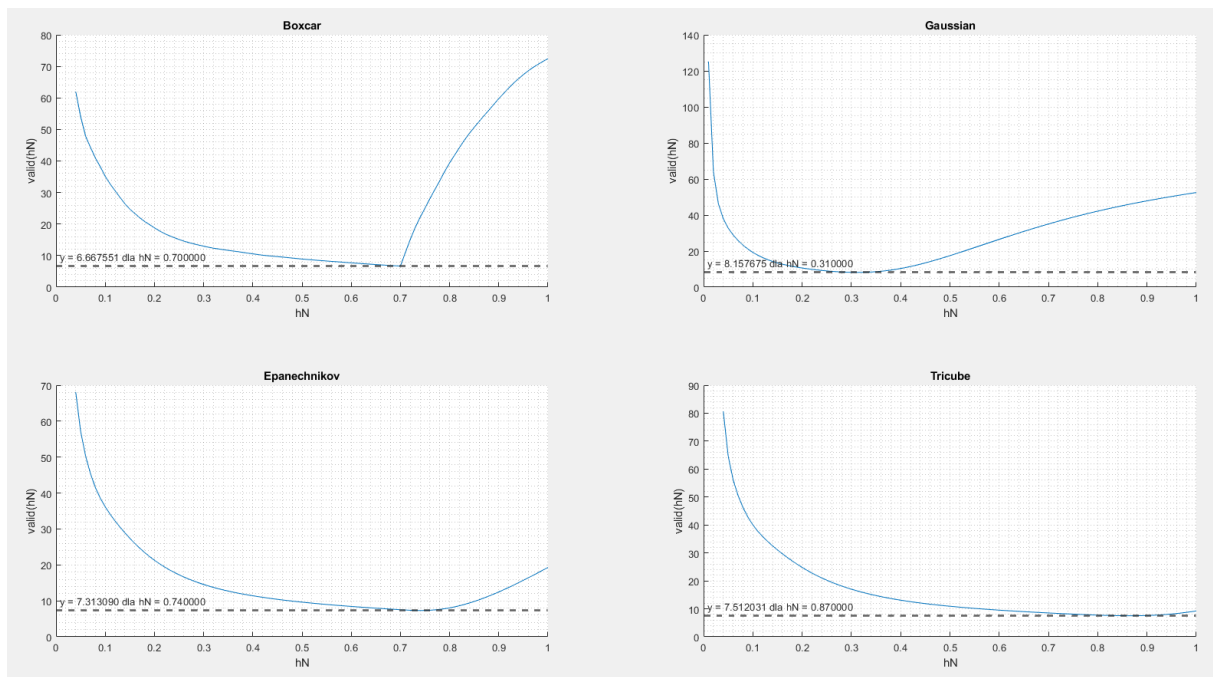 Boxcar
80
70
60
50
40
30
20
10
0
valid(hN)
y = 6.667551 dla hN = 0.700000
0 0.1 0.2 0.3 0.4 0.5 0.6 0.7 0.8 0.9 1
hN
Gaussian
140
120
100
80
60
40
20
0
valid(hN)
y = 8.157675 dla hN = 0.310000
0 0.1 0.2 0.3 0.4 0.5 0.6 0.7 0.8 0.9 1
hN
Epanechnikov
70
60
50
40
30
20
10
0
valid(hN)
y = 7.313090 dla hN = 0.740000
0 0.1 0.2 0.3 0.4 0.5 0.6 0.7 0.8 0.9 1
hN
Tricube
90
80
70
60
50
40
30
20
10
0
valid(hN)
y = 7.512031 dla hN = 0.870000
0 0.1 0.2 0.3 0.4 0.5 0.6 0.7 0.8 0.9 1
hN